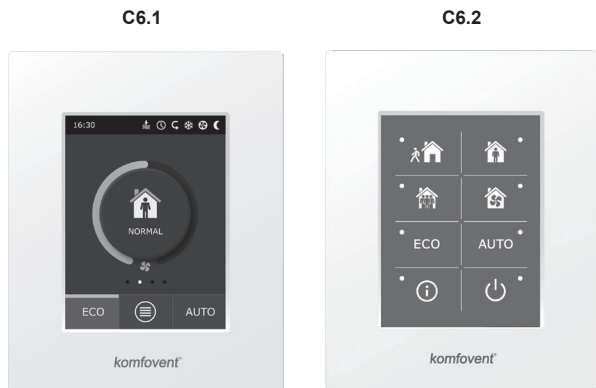 C6.1
C6.2
16:30
NORMAL
ECO
AUTO
komfovent®
ECO
AUTO
komfovent®